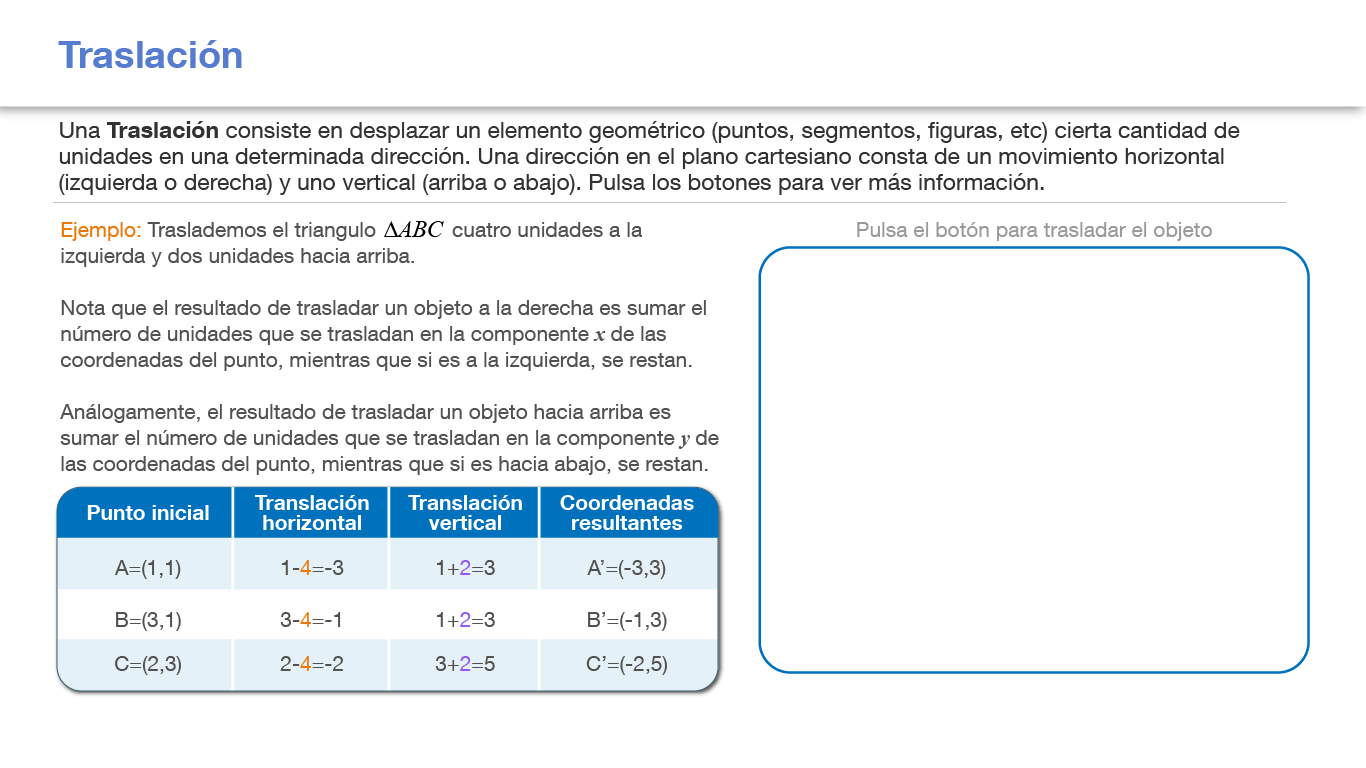 Traslación
Una Traslación consiste en desplazar un elemento geométrico (puntos, segmentos, figuras, etc) cierta cantidad de
unidades en una determinada dirección. Una dirección en el plano cartesiano consta de un movimiento horizontal
(izquierda o derecha) y uno vertical (arriba o abajo). Pulsa los botones para ver más información.
Ejemplo: Traslademos el triangulo ΔABC cuatro unidades a la
izquierda y dos unidades hacia arriba.
Nota que el resultado de trasladar un objeto a la derecha es sumar el
número de unidades que se trasladan en la componente x de las
coordenadas del punto, mientras que si es a la izquierda, se restan.
Análogamente, el resultado de trasladar un objeto hacia arriba es
sumar el número de unidades que se trasladan en la componente y de
las coordenadas del punto, mientras que si es hacia abajo, se restan.
Punto inicial Translación horizontal Translación vertical Coordenadas resultantes
A=(1,1) 1-4=-3 1+2=3 A’=(-3,3)
B=(3,1) 3-4=-1 1+2=3 B’=(-1,3)
C=(2,3) 2-4=-2 3+2=5 C’=(-2,5)
Pulsa el botón para trasladar el objeto